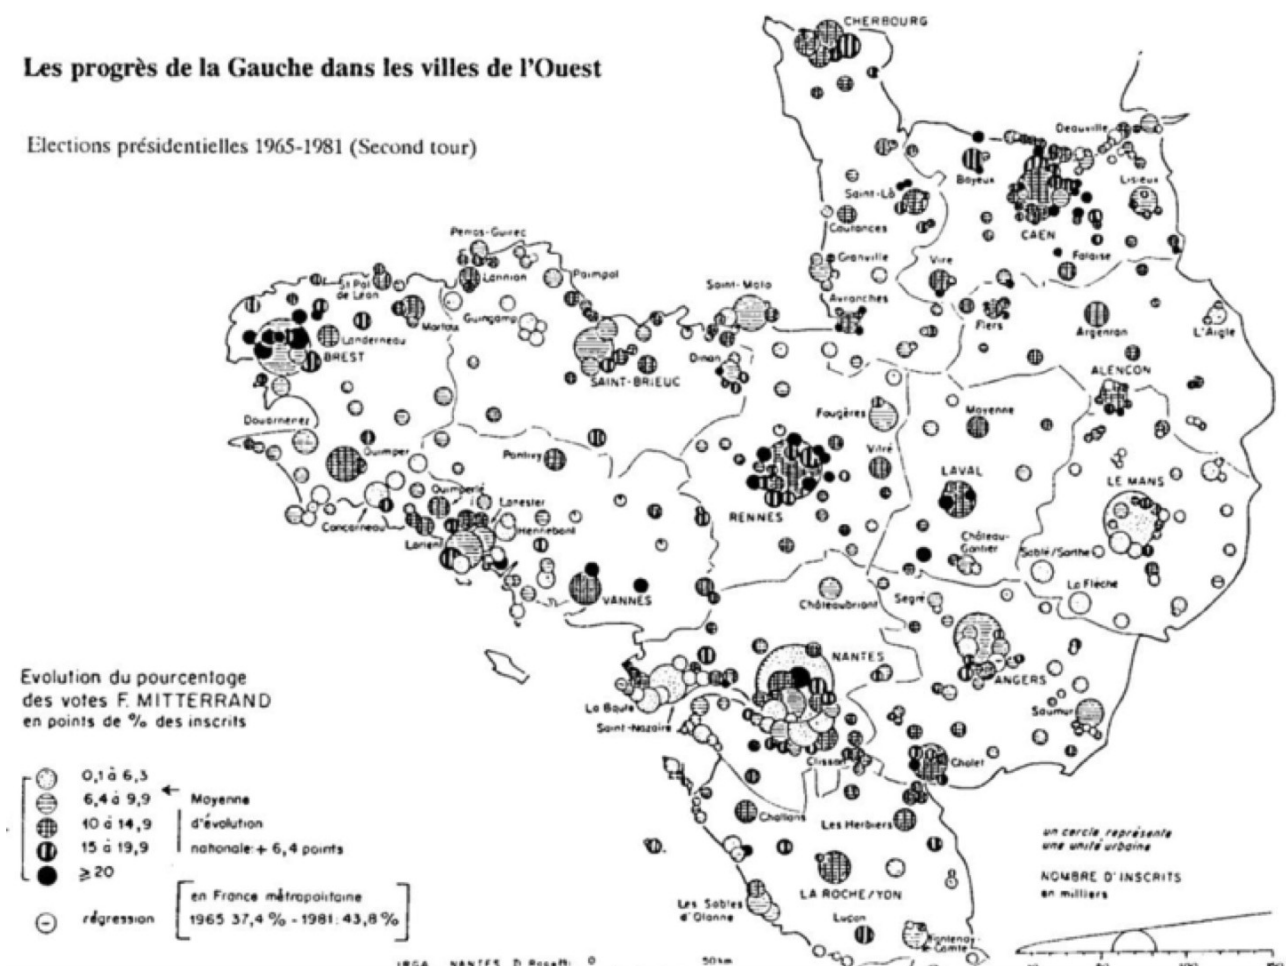 Les progrès de la Gauche dans les villes de l'Ouest
Elections présidentielles 1965-1981 (Second tour)
CHERBOURG
Deauville
Bayeux
Lisieux
Saint-Lô
CAEN
Coutances
Perros-Guirec
Granville
Vire
Falaise
Lannion
Paimpol
St Pol
de Léon
Saint-Malo
Avranches
Morlaix
Guingamp
Flers
Argentan
L'Aigle
Landerneau
BREST
Dinan
SAINT-BRIEUC
ALENCON
Douarnenez
Fougères
Mayenne
Quimper
Pontivy
Vitré
LAVAL
LE MANS
Quimperlé
Lanester
RENNES
Concarneau
Hennebont
Lorient
Château-
Gontier
Sablé/Sarthe
VANNES
Châteaubriant
Segré
La Flèche
NANTES
ANGERS
La Baule
Saumur
Saint-Nazaire
Clisson
Cholet
Evolution du pourcentage
des votes F. MITTERRAND
en points de % des inscrits
0,1 à 6,3
6,4 à 9,9
10 à 14,9
15 à 19,9
≥20
Moyenne
d'évolution
nationale: + 6,4 points
régression
en France métropolitaine
1965 37,4 % - 1981: 43,8 %
Challans
Les Herbiers
LA ROCHE/YON
Les Sables
d'Olonne
Luçon
Fontenay-
Comte
un cercle représente
une unité urbaine
NOMBRE D'INSCRITS
en milliers
NANTES
0
50 km